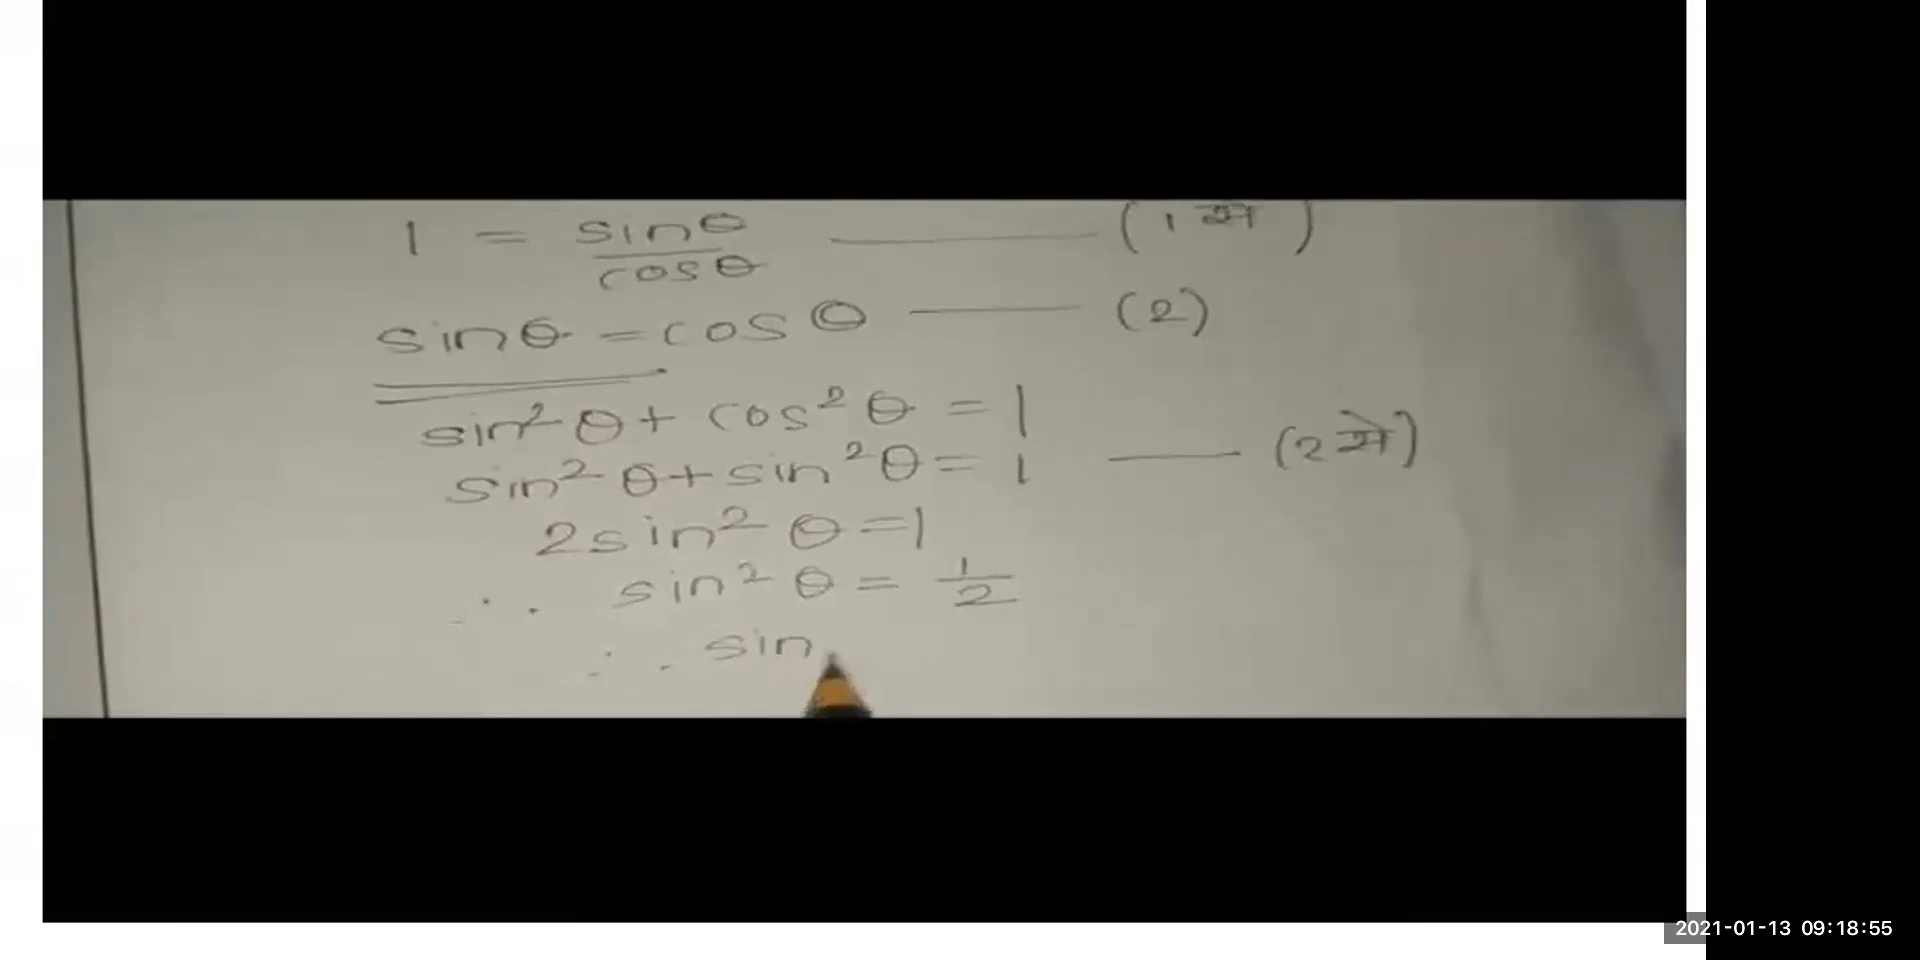 1 = sinθ/cosθ —— (1 से)
sinθ = cosθ —— (2)
sin²θ + cos²θ = 1
sin²θ + sin²θ = 1 —— (2 से)
2sin²θ = 1
∴ sin²θ = 1/2
∴ sin
2021-01-13 09:18:55